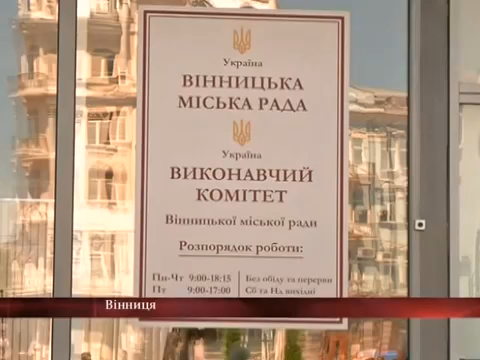 Україна
ВІННИЦЬКА
МІСЬКА РАДА
Україна
ВИКОНАВЧИЙ
КОМІТЕТ
Вінницької міської ради
Розпорядок роботи:
Пн-Чт 9:00-18:15 Без обіду та перерви
Пт 9:00-17:00 Сб та Нд вихідні
Вінниця